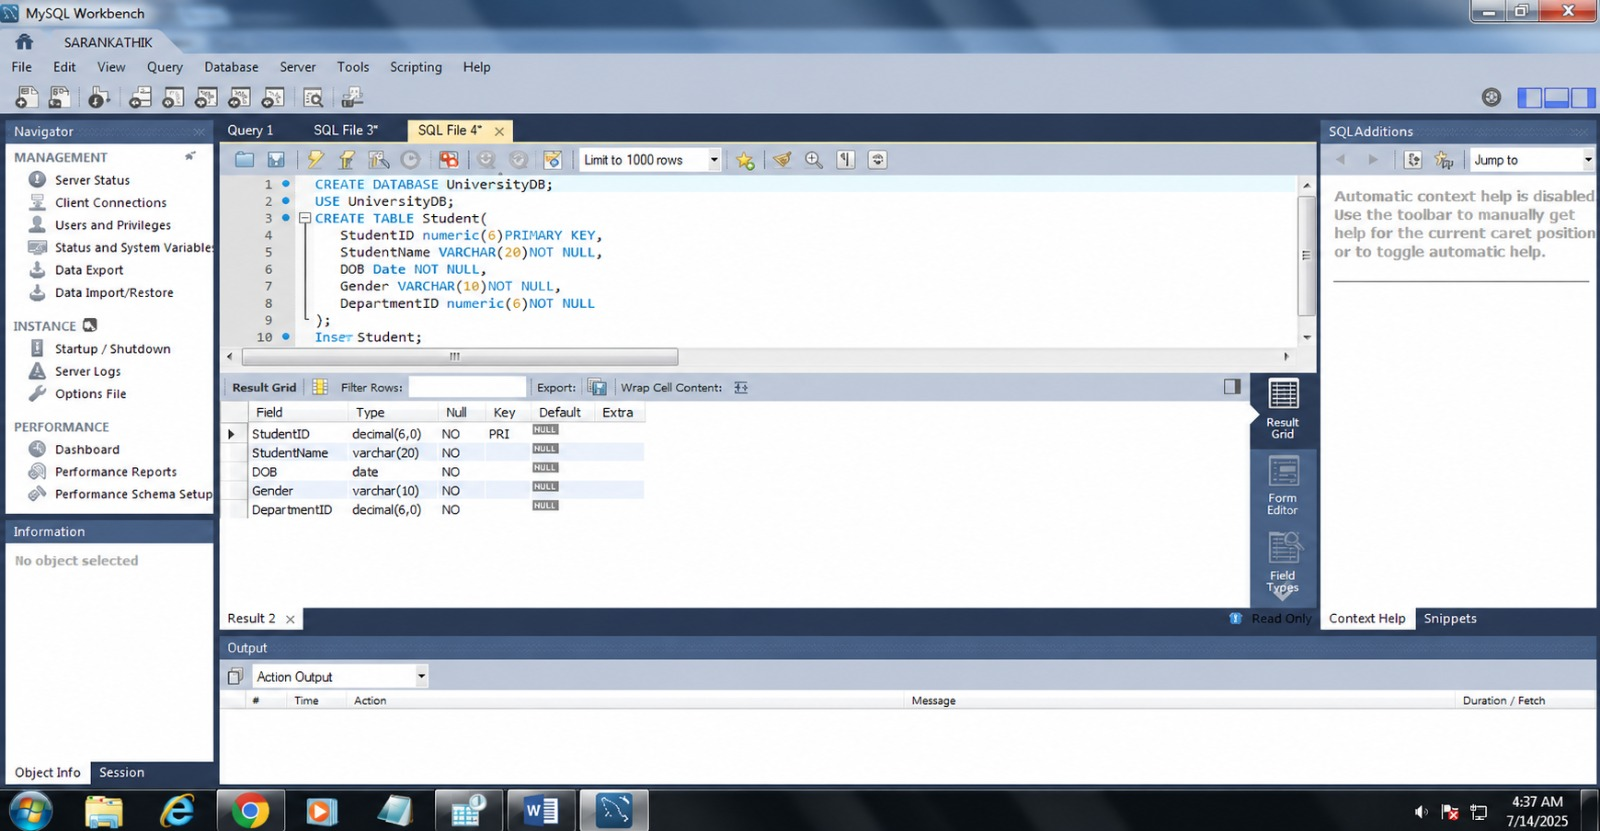 MySQL Workbench
SARANKATHIK
File Edit View Query Database Server Tools Scripting Help
Navigator
MANAGEMENT
Server Status
Client Connections
Users and Privileges
Status and System Variables
Data Export
Data Import/Restore
INSTANCE
Startup / Shutdown
Server Logs
Options File
PERFORMANCE
Dashboard
Performance Reports
Performance Schema Setup
Information
No object selected
Object Info Session
Query 1 SQL File 3* SQL File 4*
Limit to 1000 rows
1 CREATE DATABASE UniversityDB;
2 USE UniversityDB;
3 CREATE TABLE Student(
4 StudentID numeric(6)PRIMARY KEY,
5 StudentName VARCHAR(20)NOT NULL,
6 DOB Date NOT NULL,
7 Gender VARCHAR(10)NOT NULL,
8 DepartmentID numeric(6)NOT NULL
9 );
10 Student;
Result Grid Filter Rows: Export: Wrap Cell Content:
Field Type Null Key Default Extra
StudentID decimal(6,0) NO PRI NULL
StudentName varchar(20) NO NULL
DOB date NO NULL
Gender varchar(10) NO NULL
DepartmentID decimal(6,0) NO NULL
Result Grid
Form Editor
Field Types
Result 2
Read Only
SQLAdditions
Jump to
Automatic context help is disabled
Use the toolbar to manually get
help for the current caret position
or to toggle automatic help.
Context Help Snippets
Output
Action Output
# Time Action Message Duration / Fetch
4:37 AM
7/14/2025